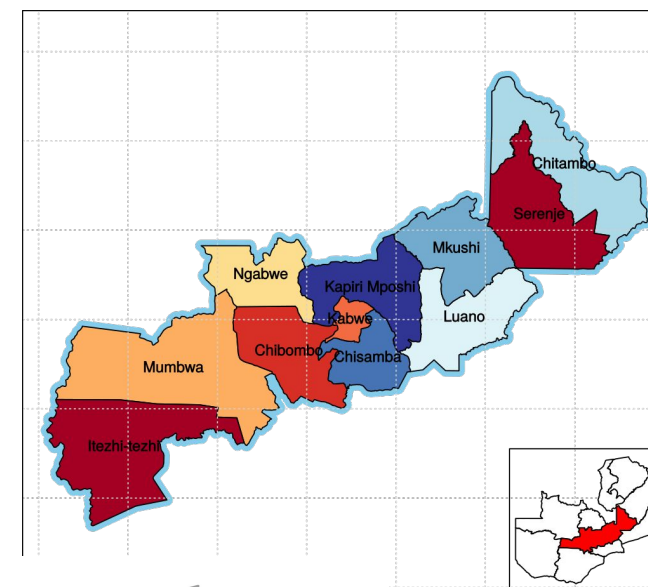 Chitambo
Serenje
Mkushi
Ngabwe
Kapiri Mposhi
Luano
Kabwe
Chibombo
Chisamba
Mumbwa
Itezhi-tezhi